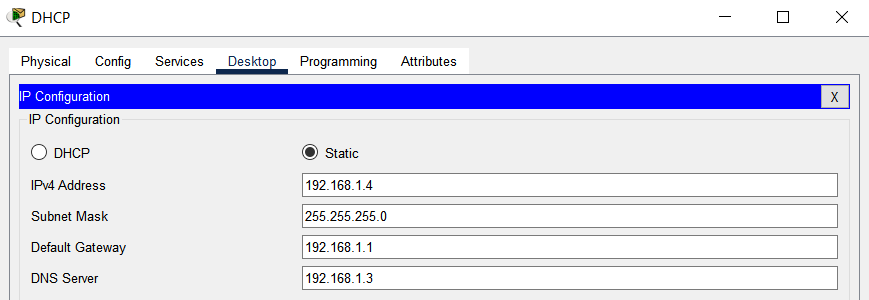 DHCP
Physical Config Services Desktop Programming Attributes
IP Configuration X
IP Configuration
DHCP Static
IPv4 Address 192.168.1.4
Subnet Mask 255.255.255.0
Default Gateway 192.168.1.1
DNS Server 192.168.1.3